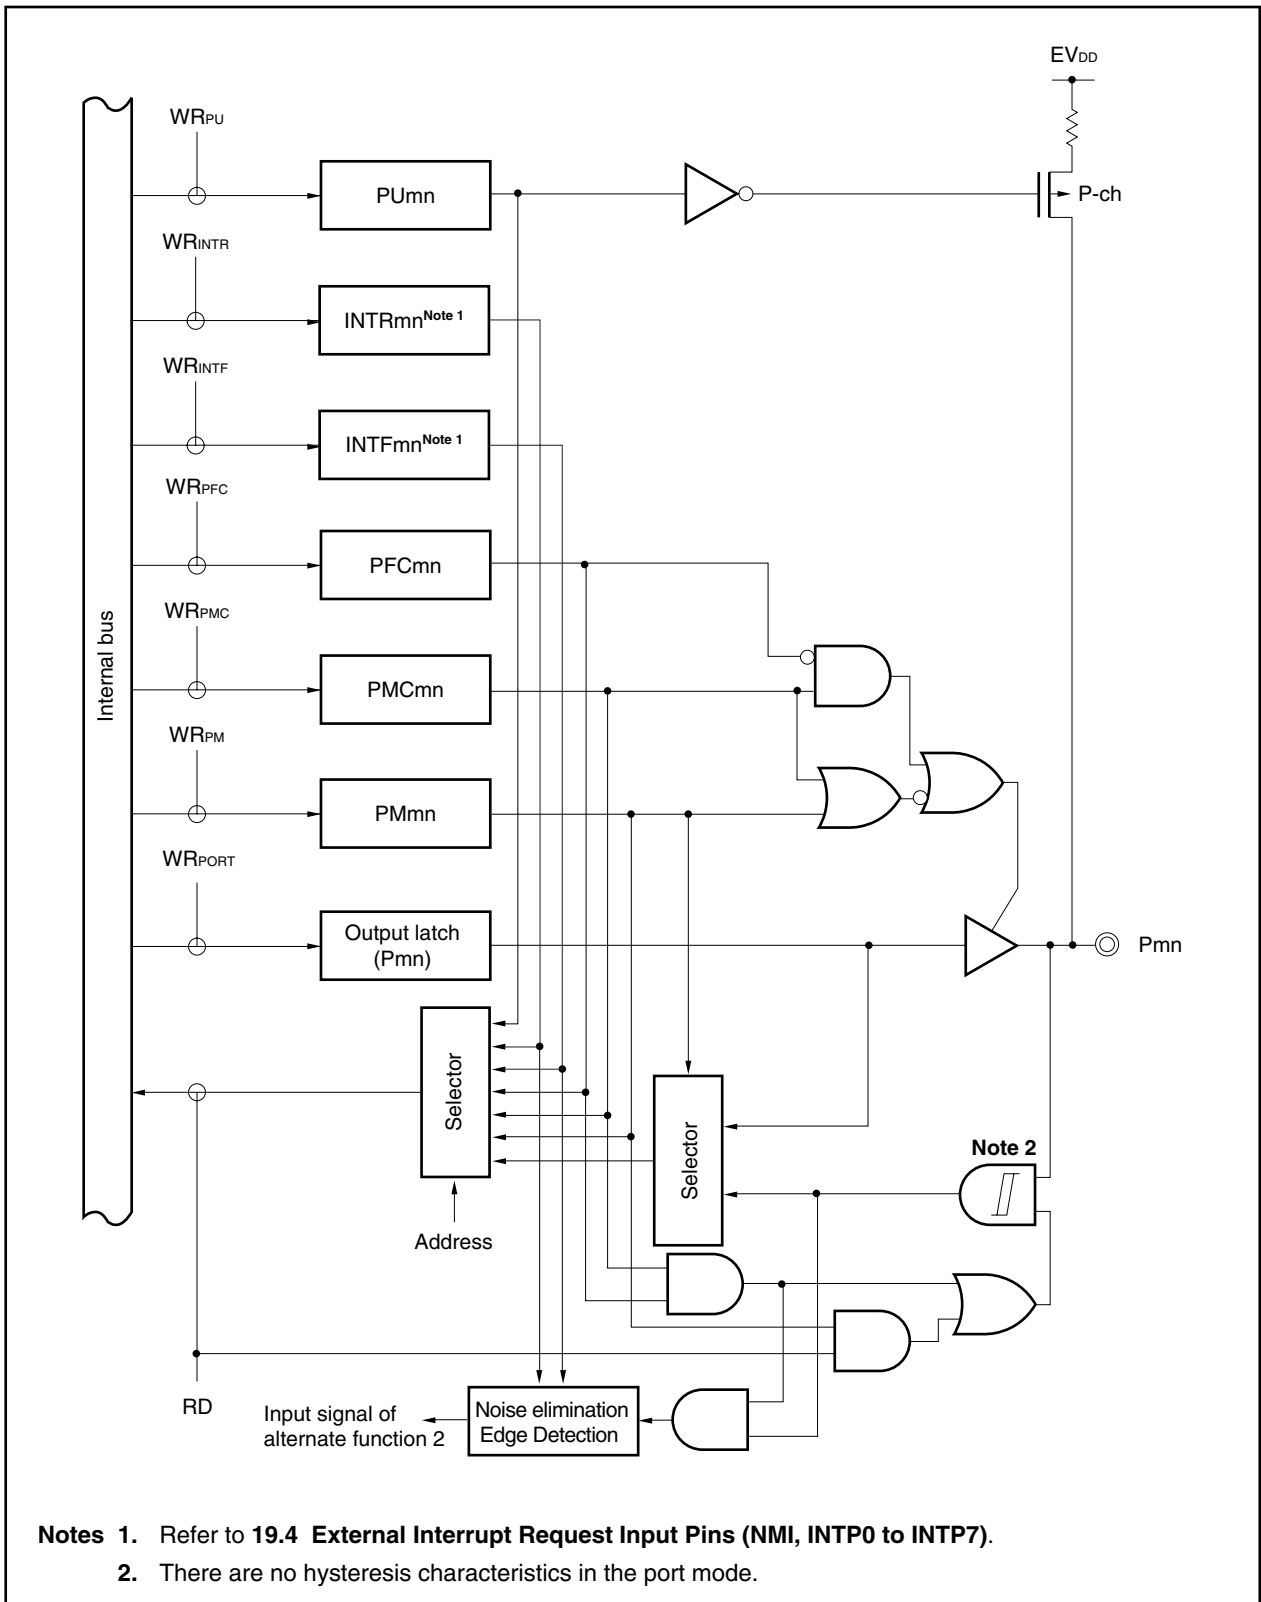 EVDD
WRPU
PUmn
P-ch
WRINTR
INTRmnNote 1
WRINTF
INTFmnNote 1
WRPFC
PFCmn
Internal bus
WRPMC
PMCmn
WRPM
PMmn
WRPORT
Output latch
(Pmn)
Pmn
Selector
Selector
Note 2
Address
RD
Input signal of
alternate function 2
Noise elimination
Edge Detection
Notes 1. Refer to 19.4 External Interrupt Request Input Pins (NMI, INTP0 to INTP7).
2. There are no hysteresis characteristics in the port mode.